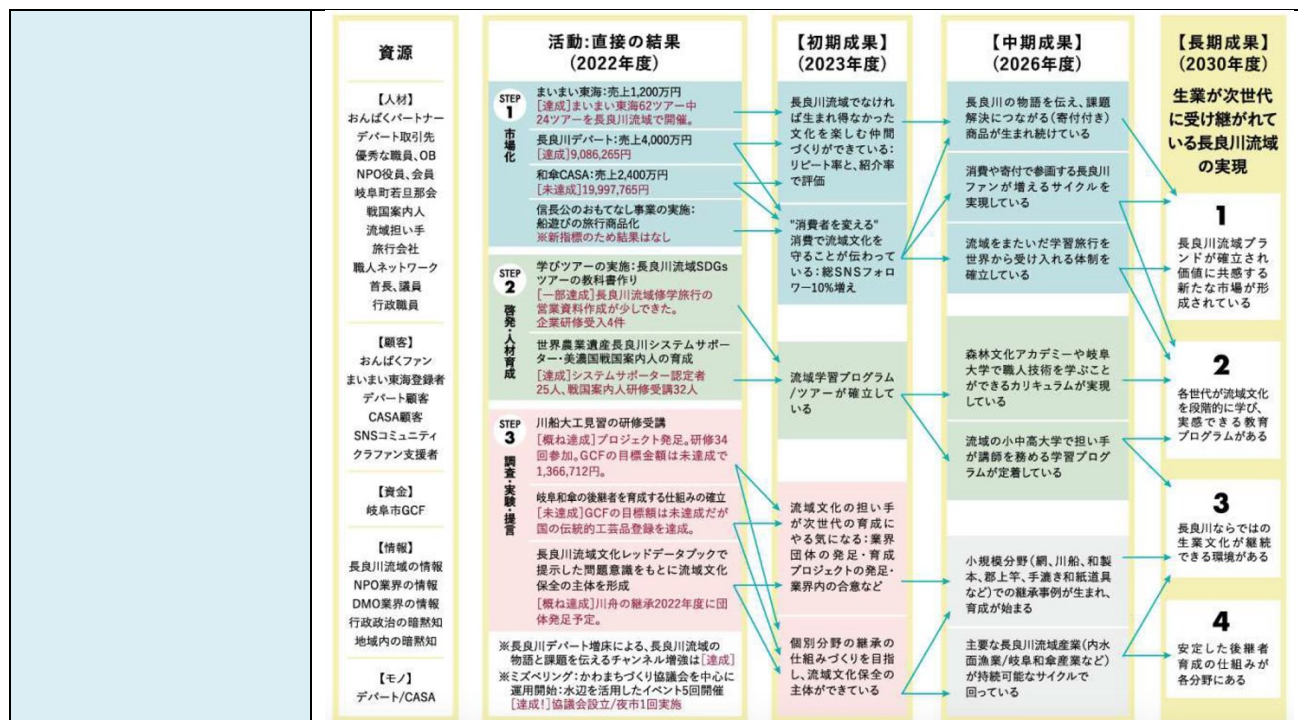 資源
【人材】
おんぱくパートナー
デパート取引先
優秀な職員、OB
NPO役員、会員
岐阜町若旦那会
戦国案内人
流域担い手
旅行会社
職人ネットワーク
首長、議員
行政職員
【顧客】
おんぱくファン
まいまい東海登録者
デパート顧客
CASA顧客
SNSコミュニティ
クラファン支援者
【資金】
岐阜市GCF
【情報】
長良川流域の情報
NPO業界の情報
DMO業界の情報
行政政治の暗黙知
地域内の暗黙知
【モノ】
デパート/CASA
活動:直接の結果
(2022年度)
STEP
1
市場化
まいまい東海:売上1,200万円
[達成]まいまい東海62ツアー中
24ツアーを長良川流域で開催。
長良川デパート:売上4,000万円
[達成]9,086,265円
和傘CASA:売上2,400万円
[未達成]19,997,765円
信長公のおもてなし事業の実施:
船遊びの旅行商品化
※新指標のため結果はなし
STEP
2
啓発・人材育成
学びツアーの実施:長良川流域SDGs
ツアーの教科書作り
[一部達成]長良川流域修学旅行の
営業資料作成が少しできた。
企業研修受入4件
世界農業遺産長良川システムサポー
ター・美濃国戦国案内人の育成
[達成]システムサポーター認定者
25人、戦国案内人研修受講32人
STEP
3
調査・実験・提言
川船大工見習の研修受講
[概ね達成]プロジェクト発足。研修34
回参加。GCFの目標金額は未達成で
1,366,712円。
岐阜和傘の後継者を育成する仕組みの確立
[未達成]GCFの目標額は未達成だが
国の伝統的工芸品登録を達成。
長良川流域文化レッドデータブックで
提示した問題意識をもとに流域文化
保全の主体を形成
[概ね達成]川舟の継承2022年度に団
体発足予定。
※長良川デパート増床による、長良川流域の
物語と課題を伝えるチャンネル増強は[達成]
※ミズベリング:かわまちづくり協議会を中心に
運用開始:水辺を活用したイベント5回開催
[達成!]協議会設立/夜市1回実施
【初期成果】
(2023年度)
長良川流域でなけれ
ば生まれ得なかった
文化を楽しむ仲間
づくりができている:
リピート率と、紹介率
で評価
"消費者を変える"
消費で流域文化を
守ることが伝わって
いる:総SNSフォロ
ワー10%増え
流域学習プログラム
/ツアーが確立して
いる
流域文化の担い手
が次世代の育成に
やる気になる:業界
団体の発足・育成
プロジェクトの発足・
業界内の合意など
個別分野の継承の
仕組みづくりを目指
し、流域文化保全の
主体ができている
【中期成果】
(2026年度)
長良川の物語を伝え、課題
解決につながる(寄付付き)
商品が生まれ続けている
消費や寄付で参画する長良川
ファンが増えるサイクルを
実現している
流域をまたいだ学習旅行を
世界から受け入れる体制を
確立している
森林文化アカデミーや岐阜
大学で職人技術を学ぶこと
ができるカリキュラムが実現
している
流域の小中高大学で担い手
が講師を務める学習プログ
ラムが定着している
小規模分野(網、川船、和製
本、郡上竿、手漉き和紙道具
など)での継承事例が生まれ、
育成が始まる
主要な長良川流域産業(内水
面漁業/岐阜和傘産業など)
が持続可能なサイクルで
回っている
【長期成果】
(2030年度)
生業が次世代
に受け継がれて
いる長良川流域
の実現
1
長良川流域ブラ
ンドが確立され
価値に共感する
新たな市場が形
成されている
2
各世代が流域文化
を段階的に学び、
実感できる教育
プログラムがある
3
長良川ならではの
生業文化が継続
できる環境がある
4
安定した後継者
育成の仕組みが
各分野にある